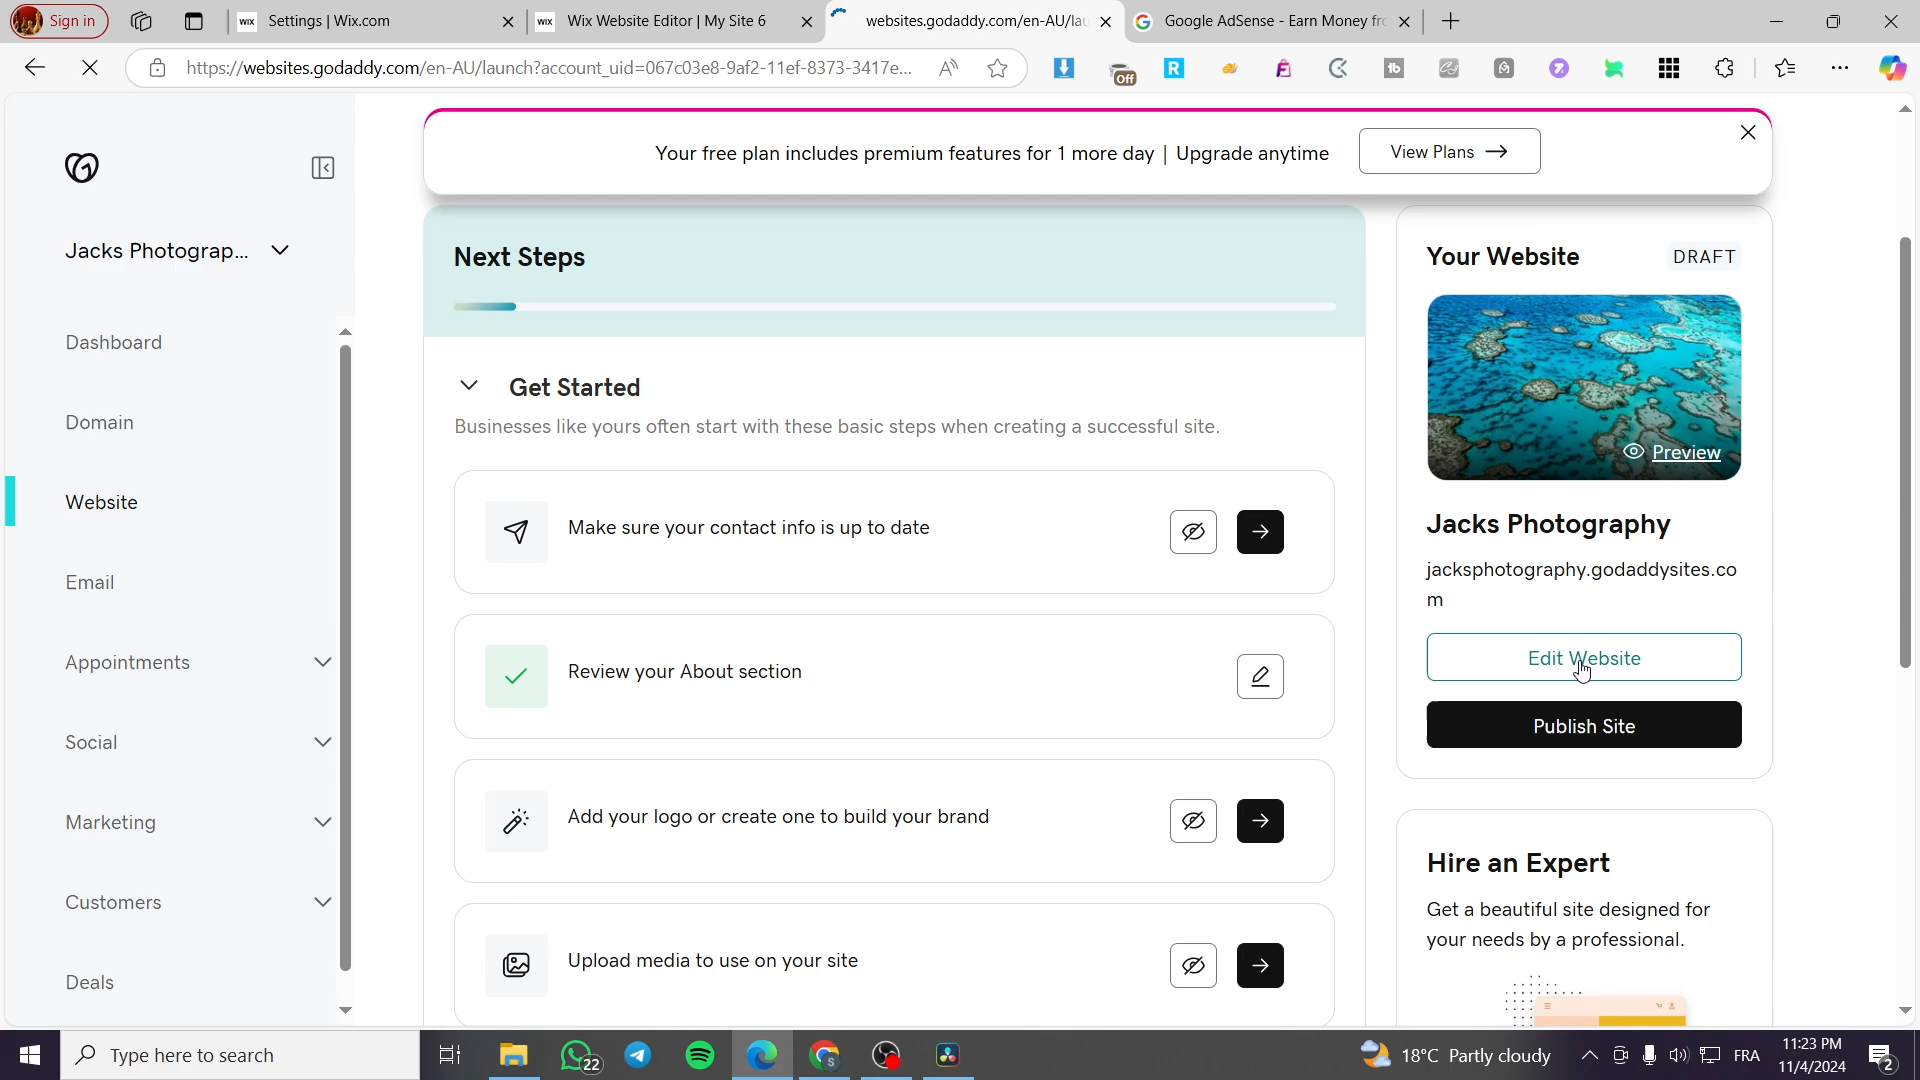 Sign in
Settings | Wix.com
Wix Website Editor | My Site 6
websites.godaddy.com/en-AU/lau
Google AdSense - Earn Money fro
https://websites.godaddy.com/en-AU/launch?account_uid=067c03e8-9af2-11ef-8373-3417e...
Off
Your free plan includes premium features for 1 more day | Upgrade anytime
View Plans
Jacks Photograp...
Dashboard
Domain
Website
Email
Appointments
Social
Marketing
Customers
Deals
Next Steps
Get Started
Businesses like yours often start with these basic steps when creating a successful site.
Make sure your contact info is up to date
Review your About section
Add your logo or create one to build your brand
Upload media to use on your site
Your Website
DRAFT
Preview
Jacks Photography
jacksphotography.godaddysites.co
m
Edit Website
Publish Site
Hire an Expert
Get a beautiful site designed for
your needs by a professional.
Type here to search
22
18°C Partly cloudy
FRA
11:23 PM
11/4/2024
2